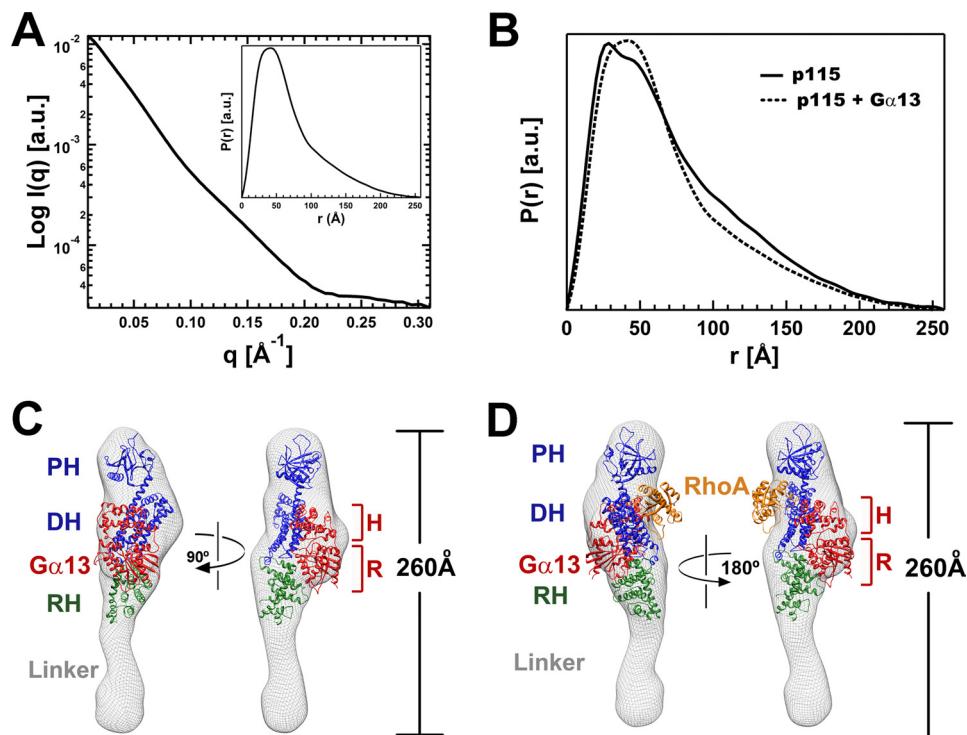 A
Log I(q) [a.u.]
10-2
6
4
2
10-3
6
4
2
10-4
6
4
0.05 0.10 0.15 0.20 0.25 0.30
q [Å-1]
P(r) [a.u.]
0 50 100 150 200 250
r (Å)
B
P(r) [a.u.]
p115
p115 + Gα13
0 50 100 150 200 250
r [Å]
C
PH
DH
Gα13
RH
Linker
90º
H
R
260Å
D
PH
DH
Gα13
RH
Linker
RhoA
180º
H
R
260Å